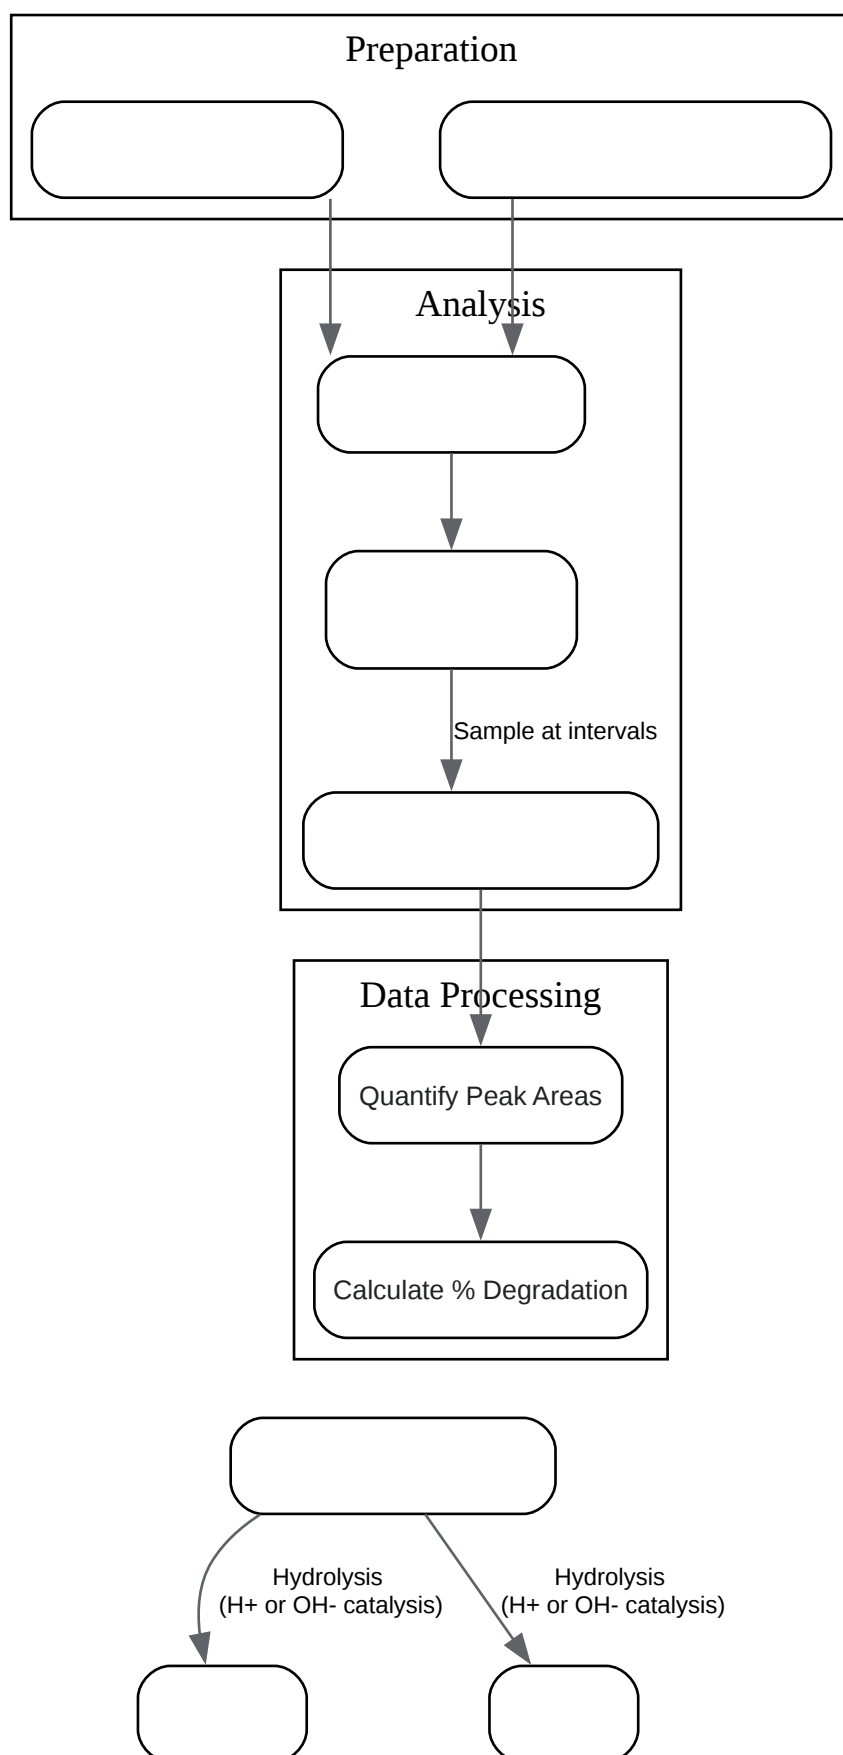 Preparation
Analysis
Sample at intervals
Data Processing
Quantify Peak Areas
Calculate % Degradation
Hydrolysis
(H+ or OH- catalysis)
Hydrolysis
(H+ or OH- catalysis)